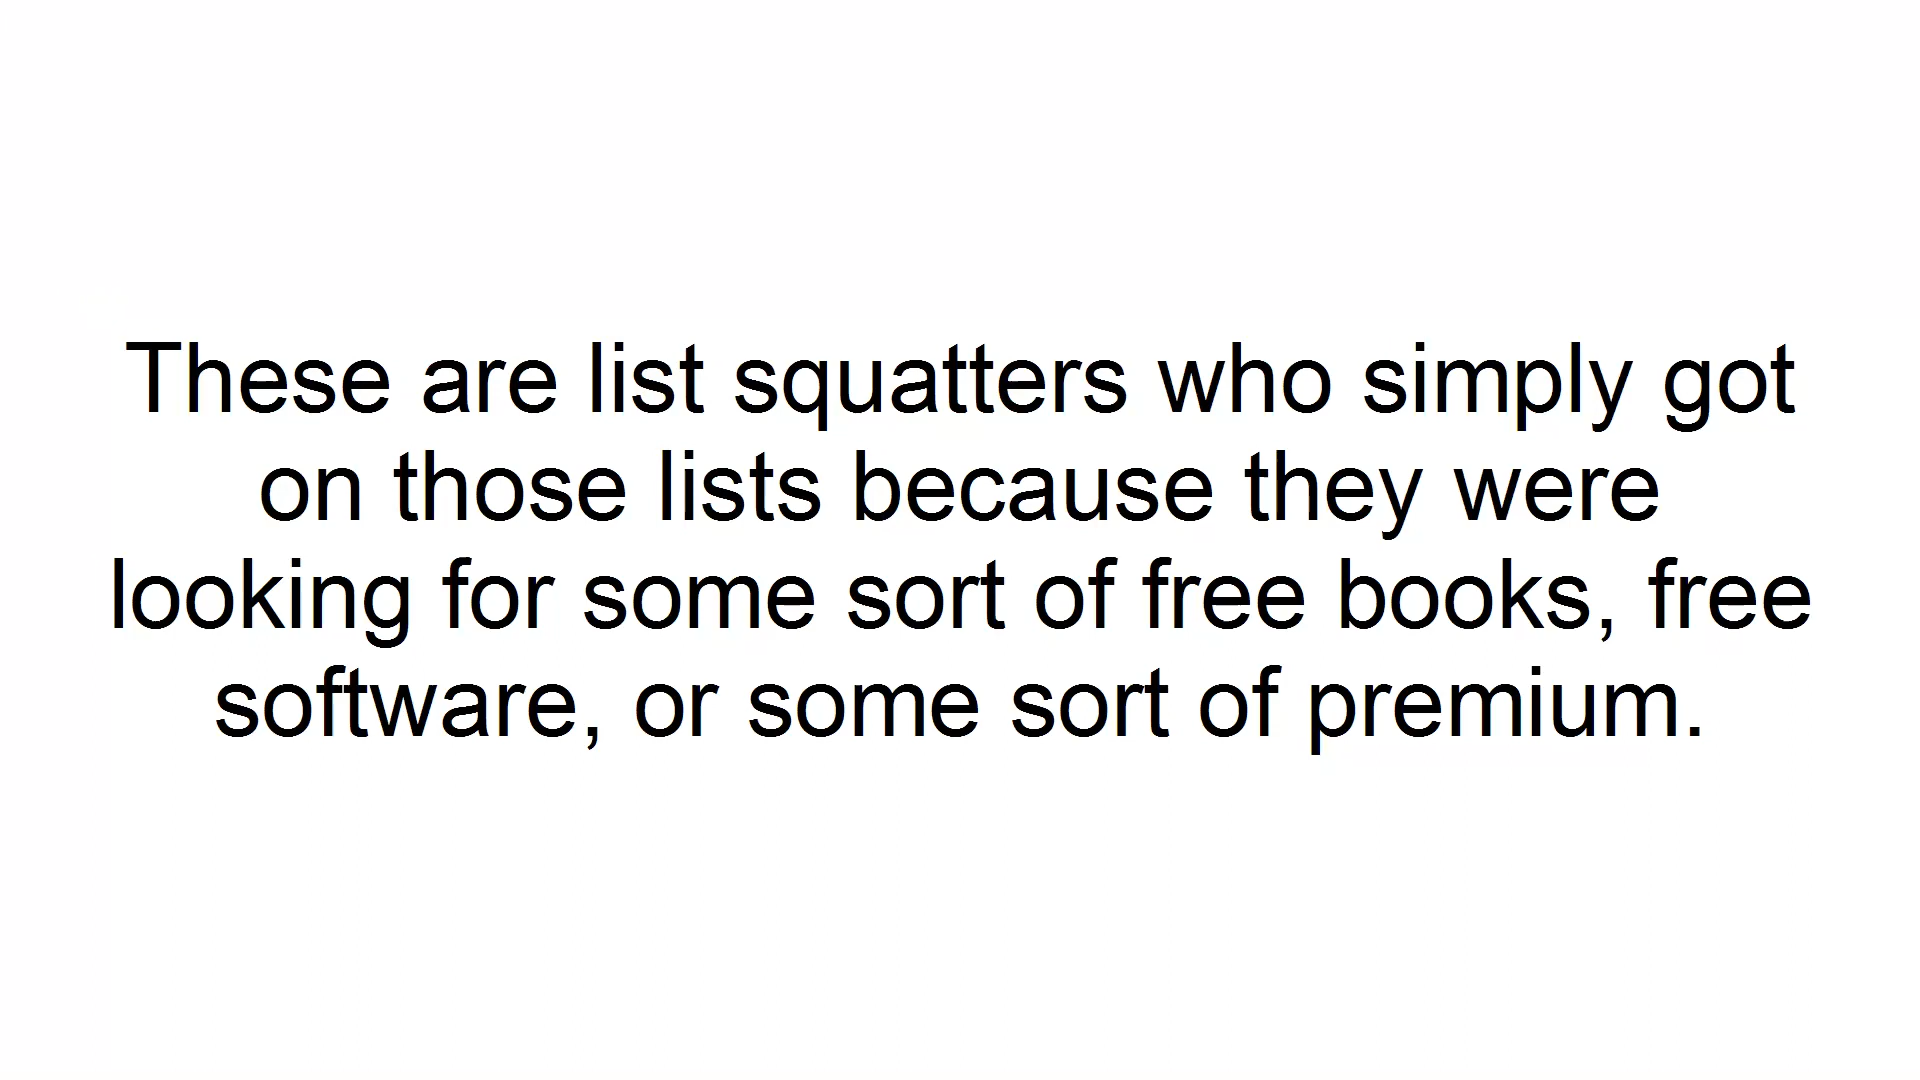 These are list squatters who simply got
on those lists because they were
looking for some sort of free books, free
software, or some sort of premium.